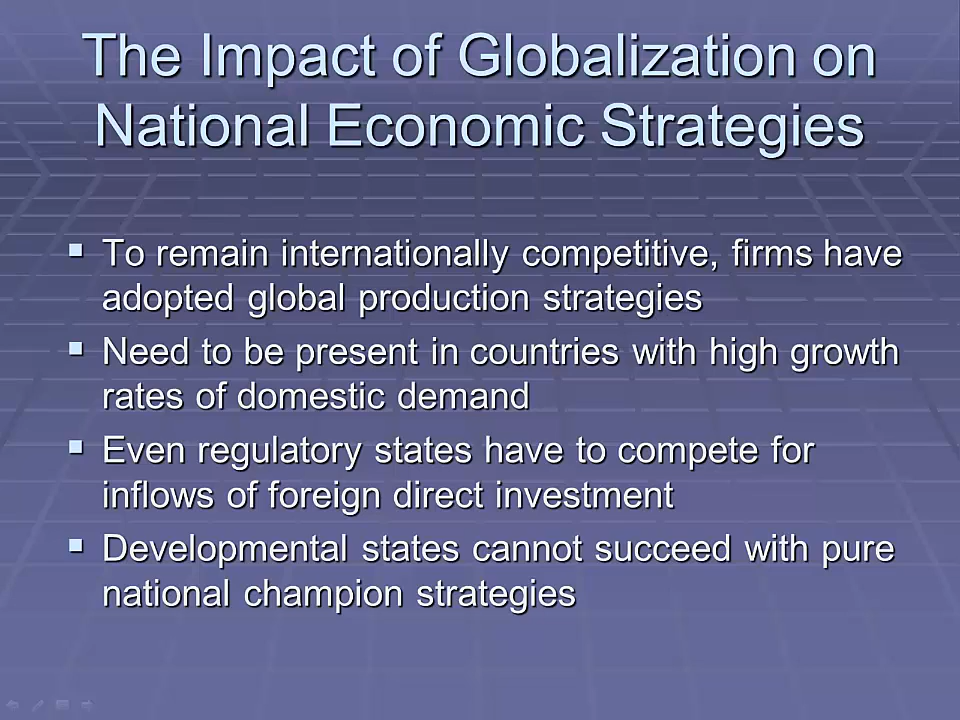 The Impact of Globalization on
National Economic Strategies
▪ To remain internationally competitive, firms have
adopted global production strategies
▪ Need to be present in countries with high growth
rates of domestic demand
▪ Even regulatory states have to compete for
inflows of foreign direct investment
▪ Developmental states cannot succeed with pure
national champion strategies